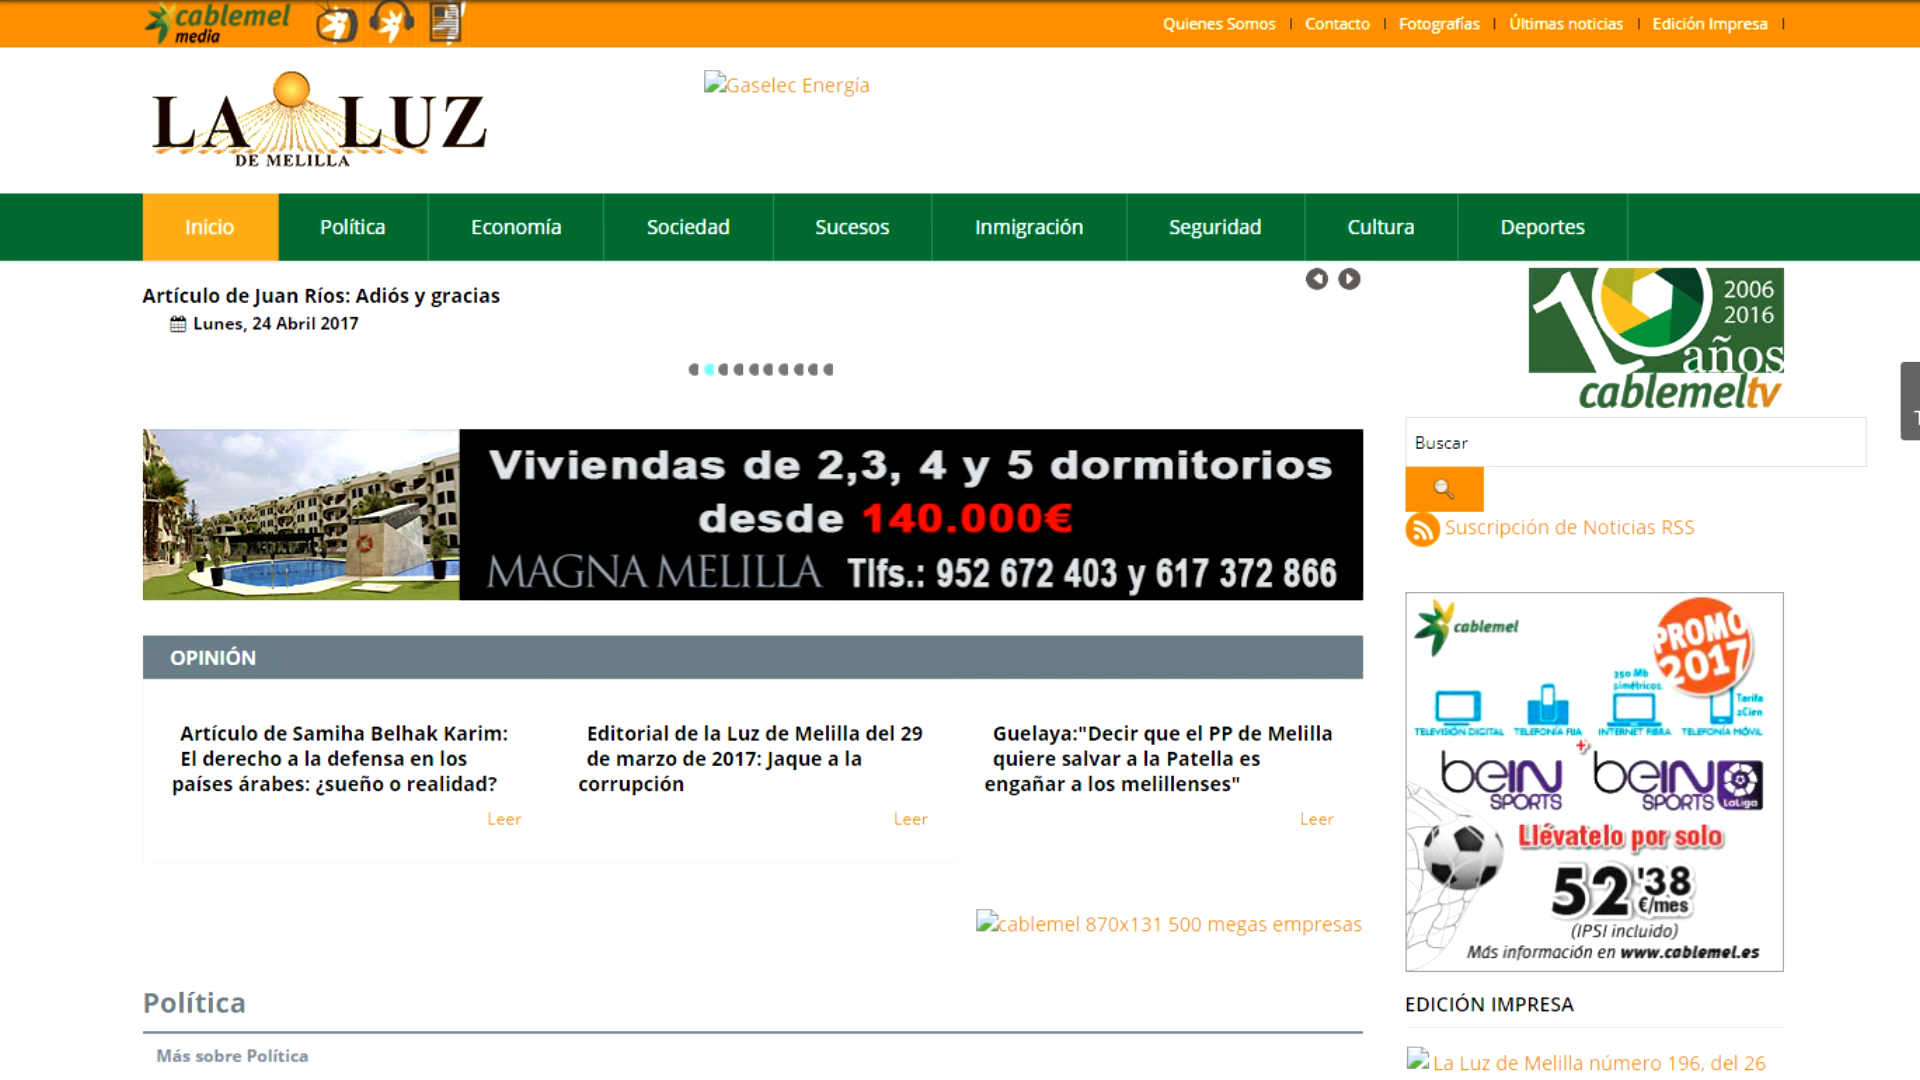 cablemel
media
Quienes Somos | Contacto | Fotografías | Últimas noticias | Edición Impresa |
LA LUZ
DE MELILLA
Gaselec Energía
Inicio Política Economía Sociedad Sucesos Inmigración Seguridad Cultura Deportes
Artículo de Juan Ríos: Adiós y gracias
Lunes, 24 Abril 2017
10 años
2006
2016
cablemeltv
Buscar
Suscripción de Noticias RSS
Viviendas de 2,3, 4 y 5 dormitorios
desde 140.000€
MAGNA MELILLA Tlfs.: 952 672 403 y 617 372 866
OPINIÓN
Artículo de Samiha Belhak Karim:
El derecho a la defensa en los
países árabes: ¿sueño o realidad?
Leer
Editorial de la Luz de Melilla del 29
de marzo de 2017: Jaque a la
corrupción
Leer
Guelaya:"Decir que el PP de Melilla
quiere salvar a la Patella es
engañar a los melillenses"
Leer
cablemel 870x131 500 megas empresas
Política
Más sobre Política
cablemel
PROMO
2017
350 Mb
simétricos
Tarifa
2Cien
TELEVISIÓN DIGITAL TELEFONÍA FIJA INTERNET FIBRA TELEFONÍA MÓVIL
beIN SPORTS + beIN SPORTS LaLiga
Llévatelo por solo
52'38 €/mes
(IPSI incluido)
Más información en www.cablemel.es
EDICIÓN IMPRESA
La Luz de Melilla número 196, del 26